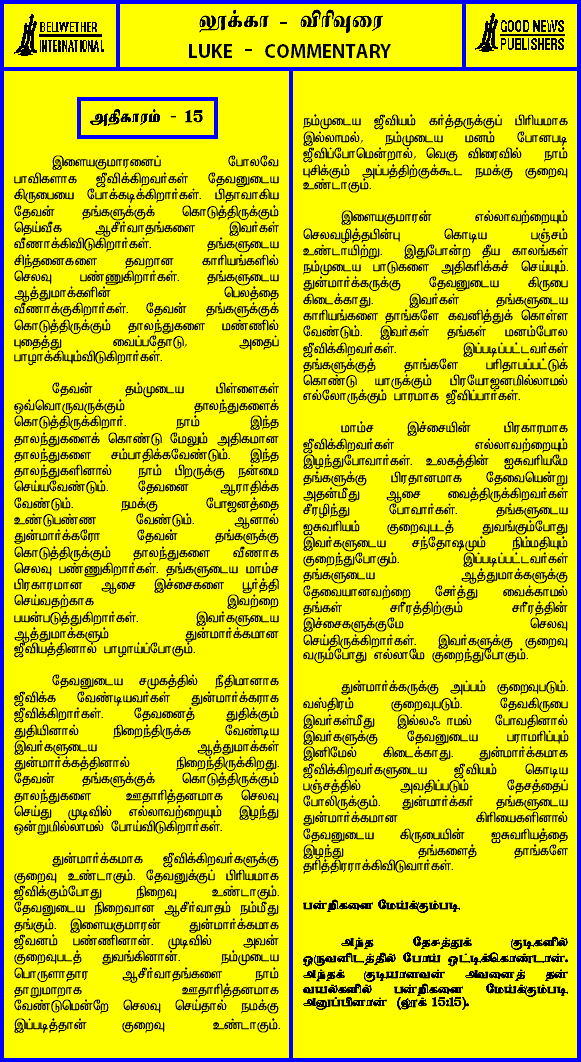 BELLWETHER
INTERNATIONAL
லூக்கா - விரிவுரை
LUKE - COMMENTARY
GOOD NEWS
PUBLISHERS
அதிகாரம் - 15
இளையகுமாரனைப் போலவே
பாவிகளாக ஜீவிக்கிறவர்கள் தேவனுடைய
கிருபையை போக்கடிக்கிறார்கள். பிதாவாகிய
தேவன் தங்களுக்குக் கொடுத்திருக்கும்
தெய்வீக ஆசீர்வாதங்களை இவர்கள்
வீணாக்கிவிடுகிறார்கள். தங்களுடைய
சிந்தனைகளை தவறான காரியங்களில்
செலவு பண்ணுகிறார்கள். தங்களுடைய
ஆத்துமாக்களின் பெலத்தை
வீணாக்குகிறார்கள். தேவன் தங்களுக்குக்
கொடுத்திருக்கும் தாலந்துகளை மண்ணில்
புதைத்து வைப்பதோடு, அதைப்
பாழாக்கியும்விடுகிறார்கள்.
தேவன் தம்முடைய பிள்ளைகள்
ஒவ்வொருவருக்கும் தாலந்துகளைக்
கொடுத்திருக்கிறார். நாம் இந்த
தாலந்துகளைக் கொண்டு மேலும் அதிகமான
தாலந்துகளை சம்பாதிக்கவேண்டும். இந்த
தாலந்துகளினால் நாம் பிறருக்கு நன்மை
செய்யவேண்டும். தேவனை ஆராதிக்க
வேண்டும். நமக்கு போஜனத்தை
உண்டுபண்ண வேண்டும். ஆனால்
துன்மார்க்கரோ தேவன் தங்களுக்கு
கொடுத்திருக்கும் தாலந்துகளை வீணாக
செலவு பண்ணுகிறார்கள். தங்களுடைய மாம்ச
பிரகாரமான ஆசை இச்சைகளை பூர்த்தி
செய்வதற்காக இவற்றை
பயன்படுத்துகிறார்கள். இவர்களுடைய
ஆத்துமாக்களும் துன்மார்க்கமான
ஜீவியத்தினால் பாழாய்ப்போகும்.
தேவனுடைய சமுகத்தில் நீதிமானாக
ஜீவிக்க வேண்டியவர்கள் துன்மார்க்கராக
ஜீவிக்கிறார்கள். தேவனைத் துதிக்கும்
துதியினால் நிறைந்திருக்க வேண்டிய
இவர்களுடைய ஆத்துமாக்கள்
துன்மார்க்கத்தினால் நிறைந்திருக்கிறது.
தேவன் தங்களுக்குக் கொடுத்திருக்கும்
தாலந்துகளை ஊதாரித்தனமாக செலவு
செய்து முடிவில் எல்லாவற்றையும் இழந்து
ஒன்றுமில்லாமல் போய்விடுகிறார்கள்.
துன்மார்க்கமாக ஜீவிக்கிறவர்களுக்கு
குறைவு உண்டாகும். தேவனுக்குப் பிரியமாக
ஜீவிக்கும்போது நிறைவு உண்டாகும்.
தேவனுடைய நிறைவான ஆசீர்வாதம் நம்மீது
தங்கும். இளையகுமாரன் துன்மார்க்கமாக
ஜீவனம் பண்ணினான். முடிவில் அவன்
குறைவுபடத் துவங்கினான். நம்முடைய
பொருளாதார ஆசீர்வாதங்களை நாம்
தாறுமாறாக ஊதாரித்தனமாக
வேண்டுமென்றே செலவு செய்தால் நமக்கு
இப்படித்தான் குறைவு உண்டாகும்.
நம்முடைய ஜீவியம் கர்த்தருக்குப் பிரியமாக
இல்லாமல், நம்முடைய மனம் போனபடி
ஜீவிப்போமென்றால், வெகு விரைவில் நாம்
புசிக்கும் அப்பத்திற்குக்கூட நமக்கு குறைவு
உண்டாகும்.
இளையகுமாரன் எல்லாவற்றையும்
செலவழித்தபின்பு கொடிய பஞ்சம்
உண்டாயிற்று. இதுபோன்ற தீய காலங்கள்
நம்முடைய பாடுகளை அதிகரிக்கச் செய்யும்.
துன்மார்க்கருக்கு தேவனுடைய கிருபை
கிடைக்காது. இவர்கள் தங்களுடைய
காரியங்களை தாங்களே கவனித்துக் கொள்ள
வேண்டும். இவர்கள் தங்கள் மனம்போல
ஜீவிக்கிறவர்கள். இப்படிப்பட்டவர்கள்
தங்களுக்குத் தாங்களே பரிதாபப்பட்டுக்
கொண்டு யாருக்கும் பிரயோஜனமில்லாமல்
எல்லோருக்கும் பாரமாக ஜீவிப்பார்கள்.
மாம்ச இச்சையின் பிரகாரமாக
ஜீவிக்கிறவர்கள் எல்லாவற்றையும்
இழந்துபோவார்கள். உலகத்தின் ஐசுவரியமே
தங்களுக்கு பிரதானமாக தேவையென்று
அதன்மீது ஆசை வைத்திருக்கிறவர்கள்
சீரழிந்து போவார்கள். தங்களுடைய
ஐசுவரியம் குறைவுபடத் துவங்கும்போது
இவர்களுடைய சந்தோஷமும் நிம்மதியும்
குறைந்துபோகும். இப்படிப்பட்டவர்கள்
தங்களுடைய ஆத்துமாக்களுக்கு
தேவையானவற்றை சேர்த்து வைக்காமல்
தங்கள் சரீரத்திற்கும் சரீரத்தின்
இச்சைகளுக்குமே செலவு
செய்திருக்கிறார்கள். இவர்களுக்கு குறைவு
வரும்போது எல்லாமே குறைந்துபோகும்.
துன்மார்க்கருக்கு அப்பம் குறைவுபடும்.
வஸ்திரம் குறைவுபடும். தேவகிருபை
இவர்கள்மீது இல்லஃாமல் போவதினால்
இவர்களுக்கு தேவனுடைய பராமரிப்பும்
இனிமேல் கிடைக்காது. துன்மார்க்கமாக
ஜீவிக்கிறவர்களுடைய ஜீவியம் கொடிய
பஞ்சத்தில் அவதிப்படும் தேசத்தைப்
போலிருக்கும். துன்மார்க்கர் தங்களுடைய
துன்மார்க்கமான கிரியைகளினால்
தேவனுடைய கிருபையின் ஐசுவரியத்தை
இழந்து தங்களைத் தாங்களே
தரித்திரராக்கிவிடுவார்கள்.
பன்றிகளை மேய்க்கும்படி
அந்த தேசத்துக் குடிகளில்
ஒருவனிடத்தில் போய் ஒட்டிக்கொண்டான்.
அந்தக் குடியானவன் அவனைத் தன்
வயல்களில் பன்றிகளை மேய்க்கும்படி
அனுப்பினான் (லூக் 15:15).